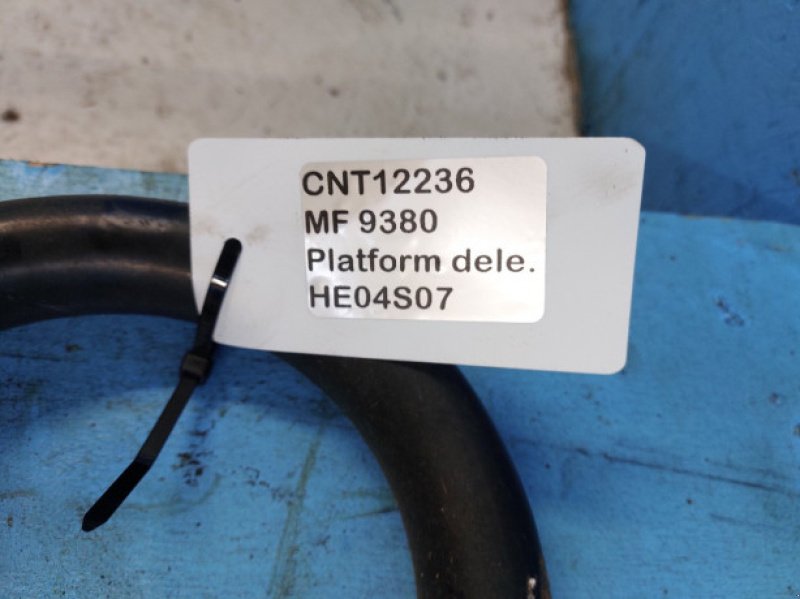 CNT12236
MF 9380
Platform dele.
HE04S07